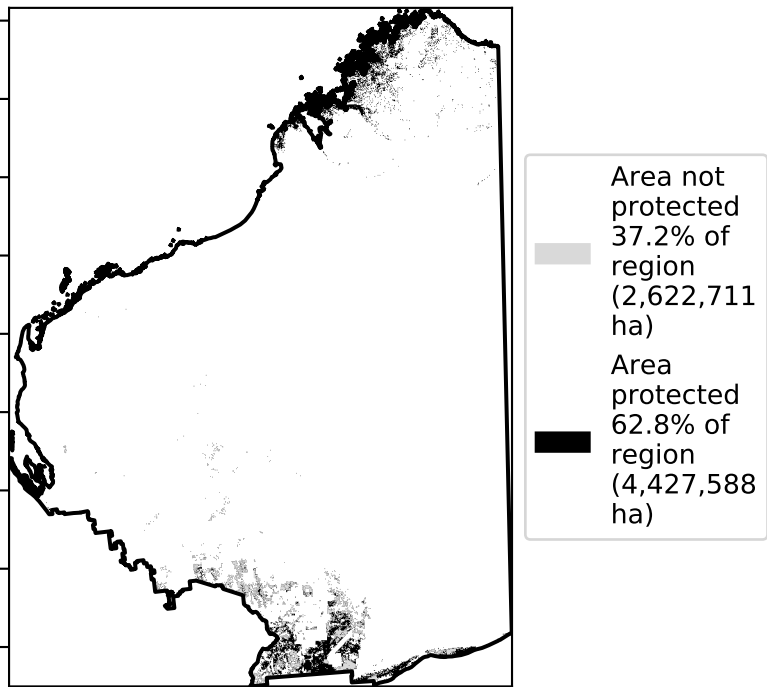 Area not
protected
37.2% of
region
(2,622,711
ha)
Area
protected
62.8% of
region
(4,427,588
ha)